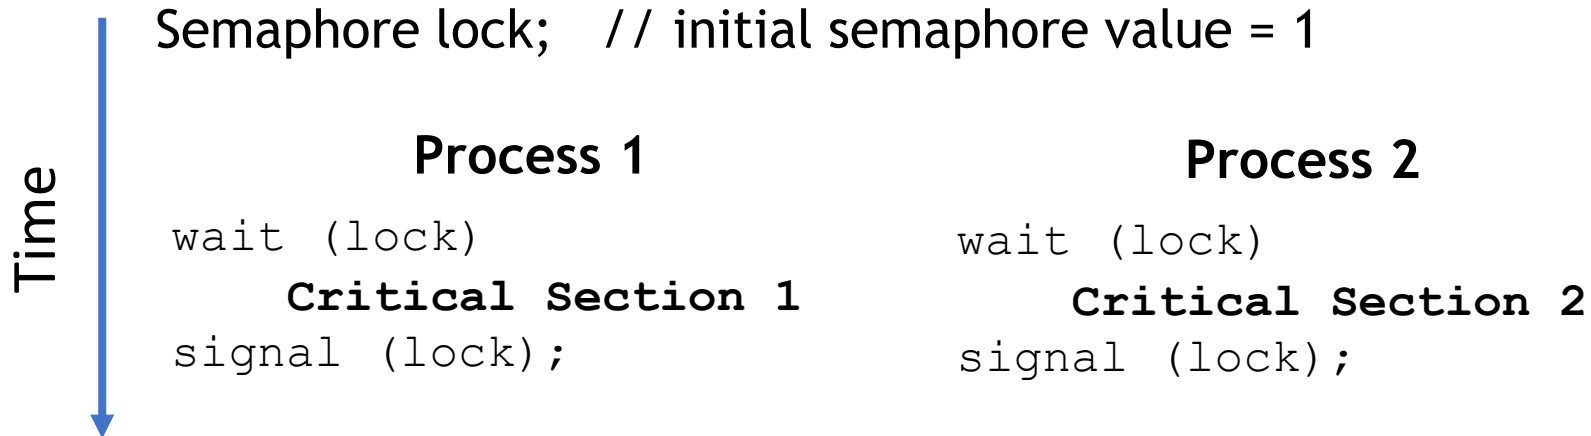 Semaphore lock;   // initial semaphore value = 1
Time
Process 1
wait (lock)
Critical Section 1
signal (lock);
Process 2
wait (lock)
Critical Section 2
signal (lock);